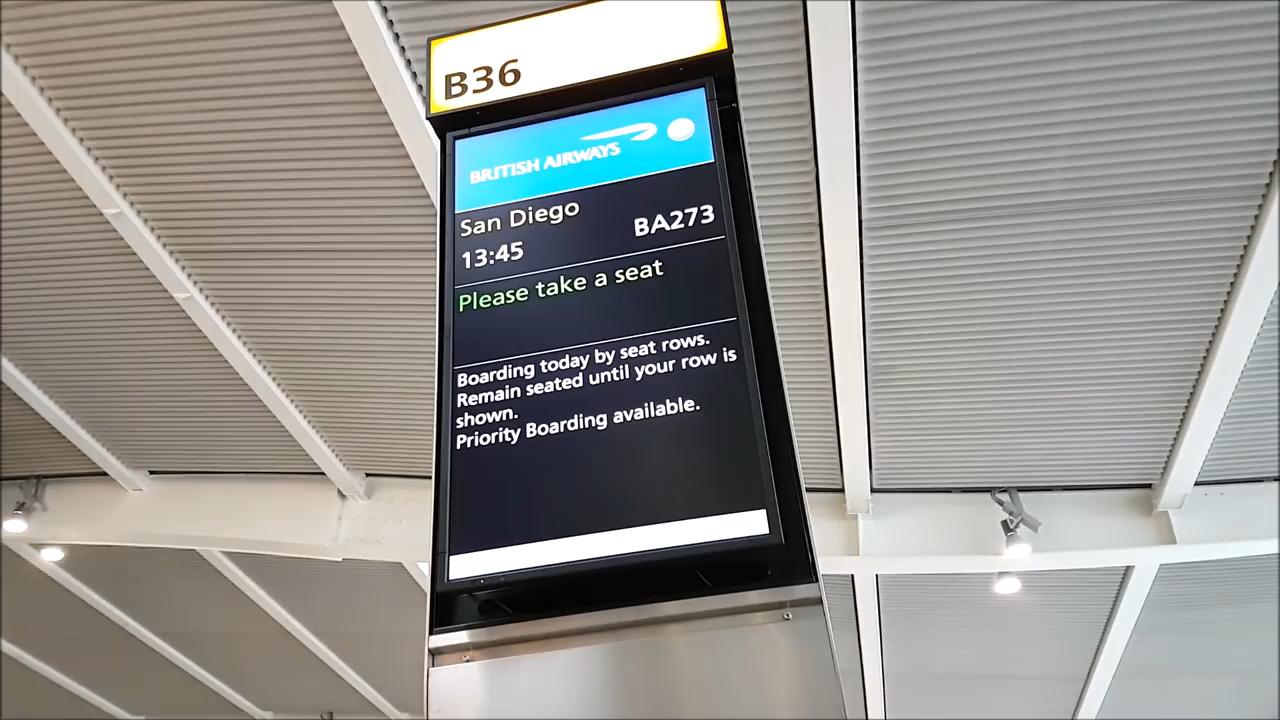 B36
BRITISH AIRWAYS
San Diego
13:45 BA273
Please take a seat
Boarding today by seat rows.
Remain seated until your row is
shown.
Priority Boarding available.